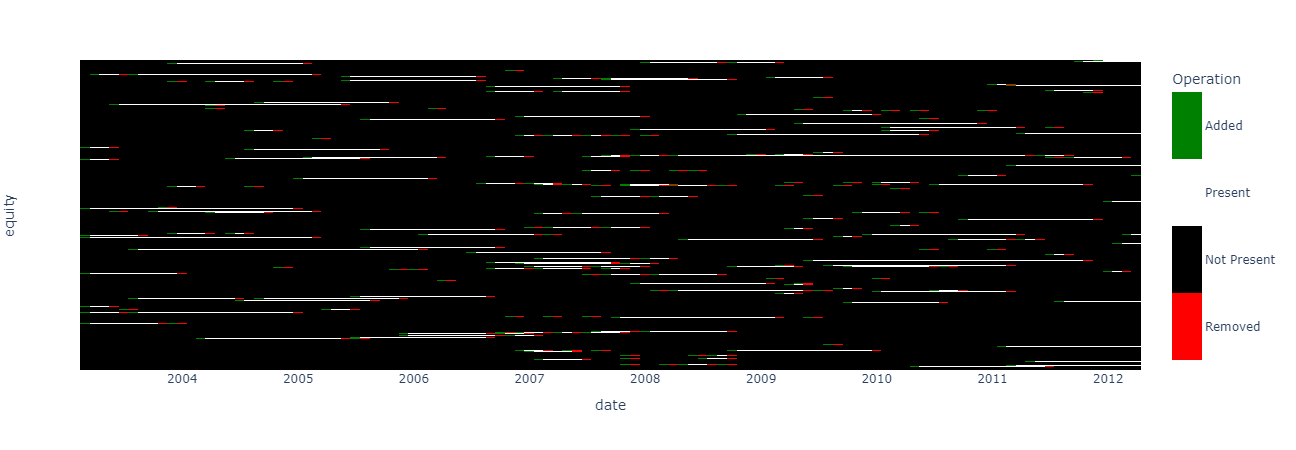 Operation
Added
Present
Not Present
Removed
equity
2004 2005 2006 2007 2008 2009 2010 2011 2012
date